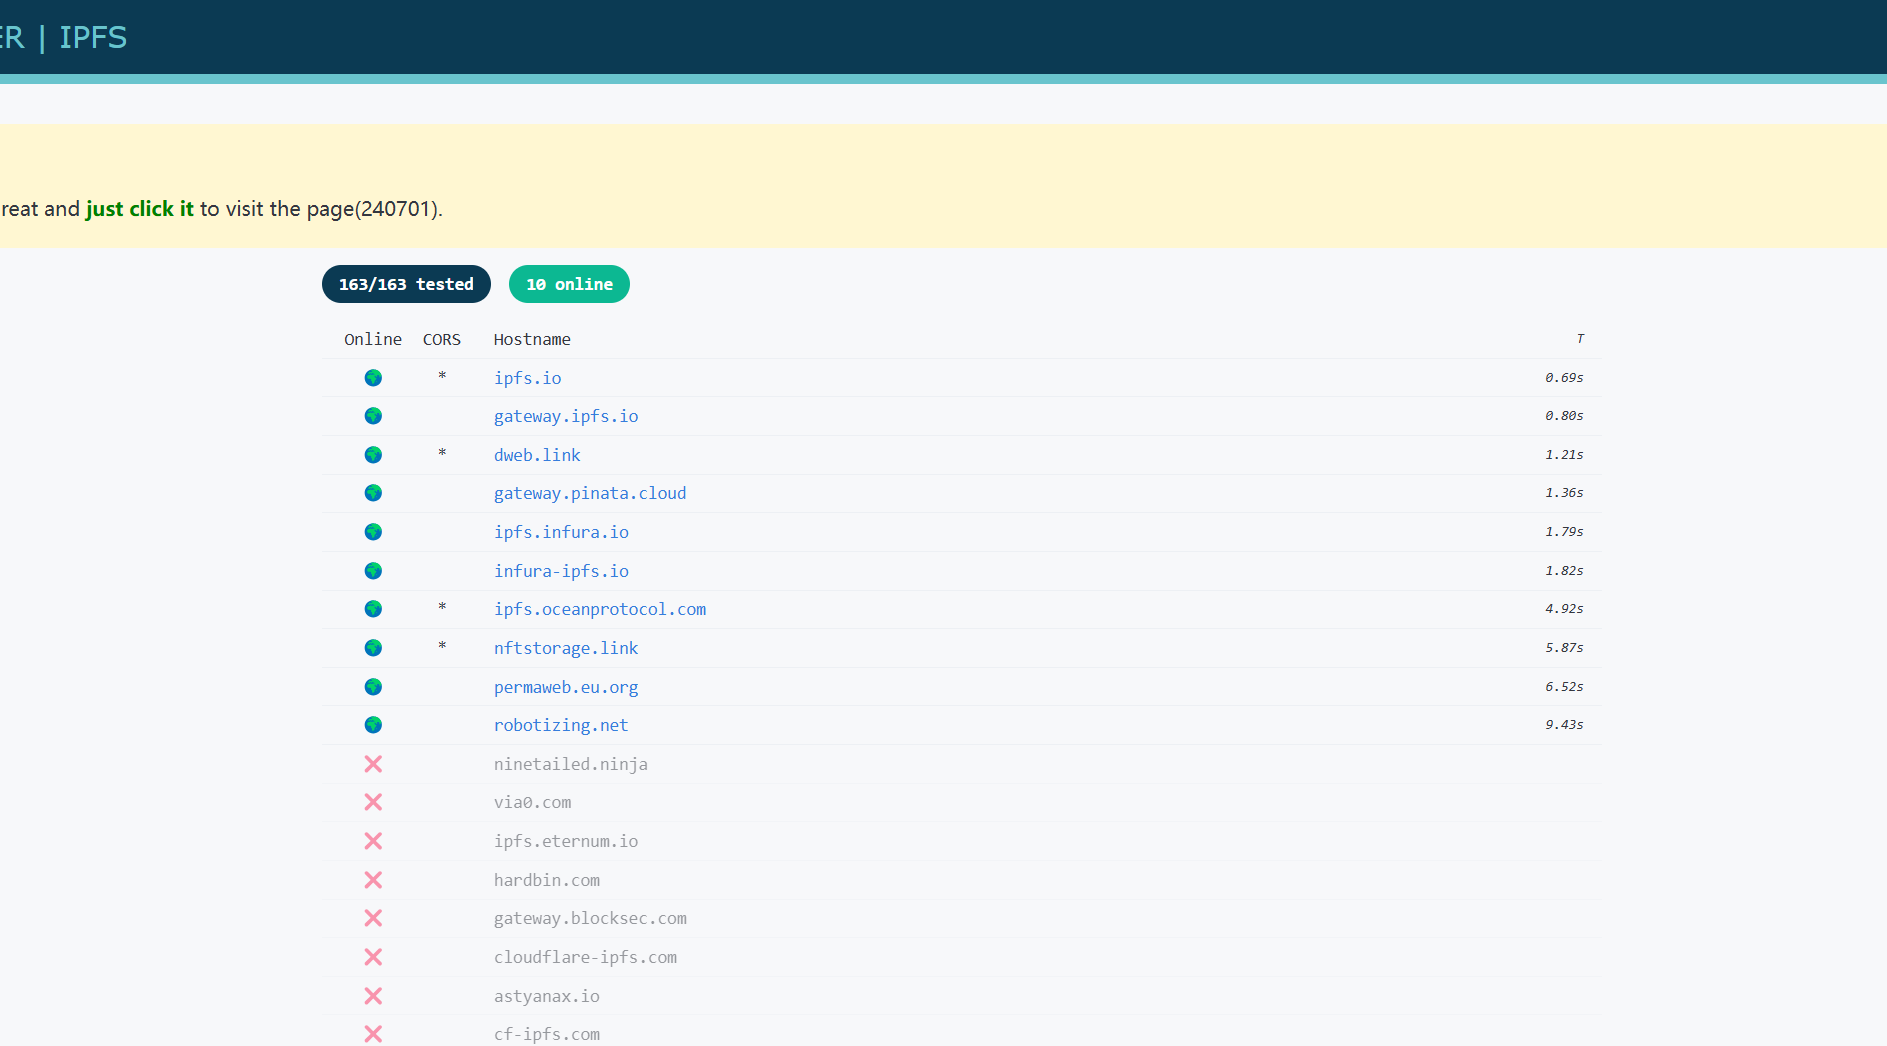 ER | IPFS
reat and just click it to visit the page(240701).
163/163 tested 10 online
Online CORS Hostname T
* ipfs.io 0.69s
gateway.ipfs.io 0.80s
* dweb.link 1.21s
gateway.pinata.cloud 1.36s
ipfs.infura.io 1.79s
infura-ipfs.io 1.82s
* ipfs.oceanprotocol.com 4.92s
* nftstorage.link 5.87s
permaweb.eu.org 6.52s
robotizing.net 9.43s
ninetailed.ninja
via0.com
ipfs.eternum.io
hardbin.com
gateway.blocksec.com
cloudflare-ipfs.com
astyanax.io
cf-ipfs.com